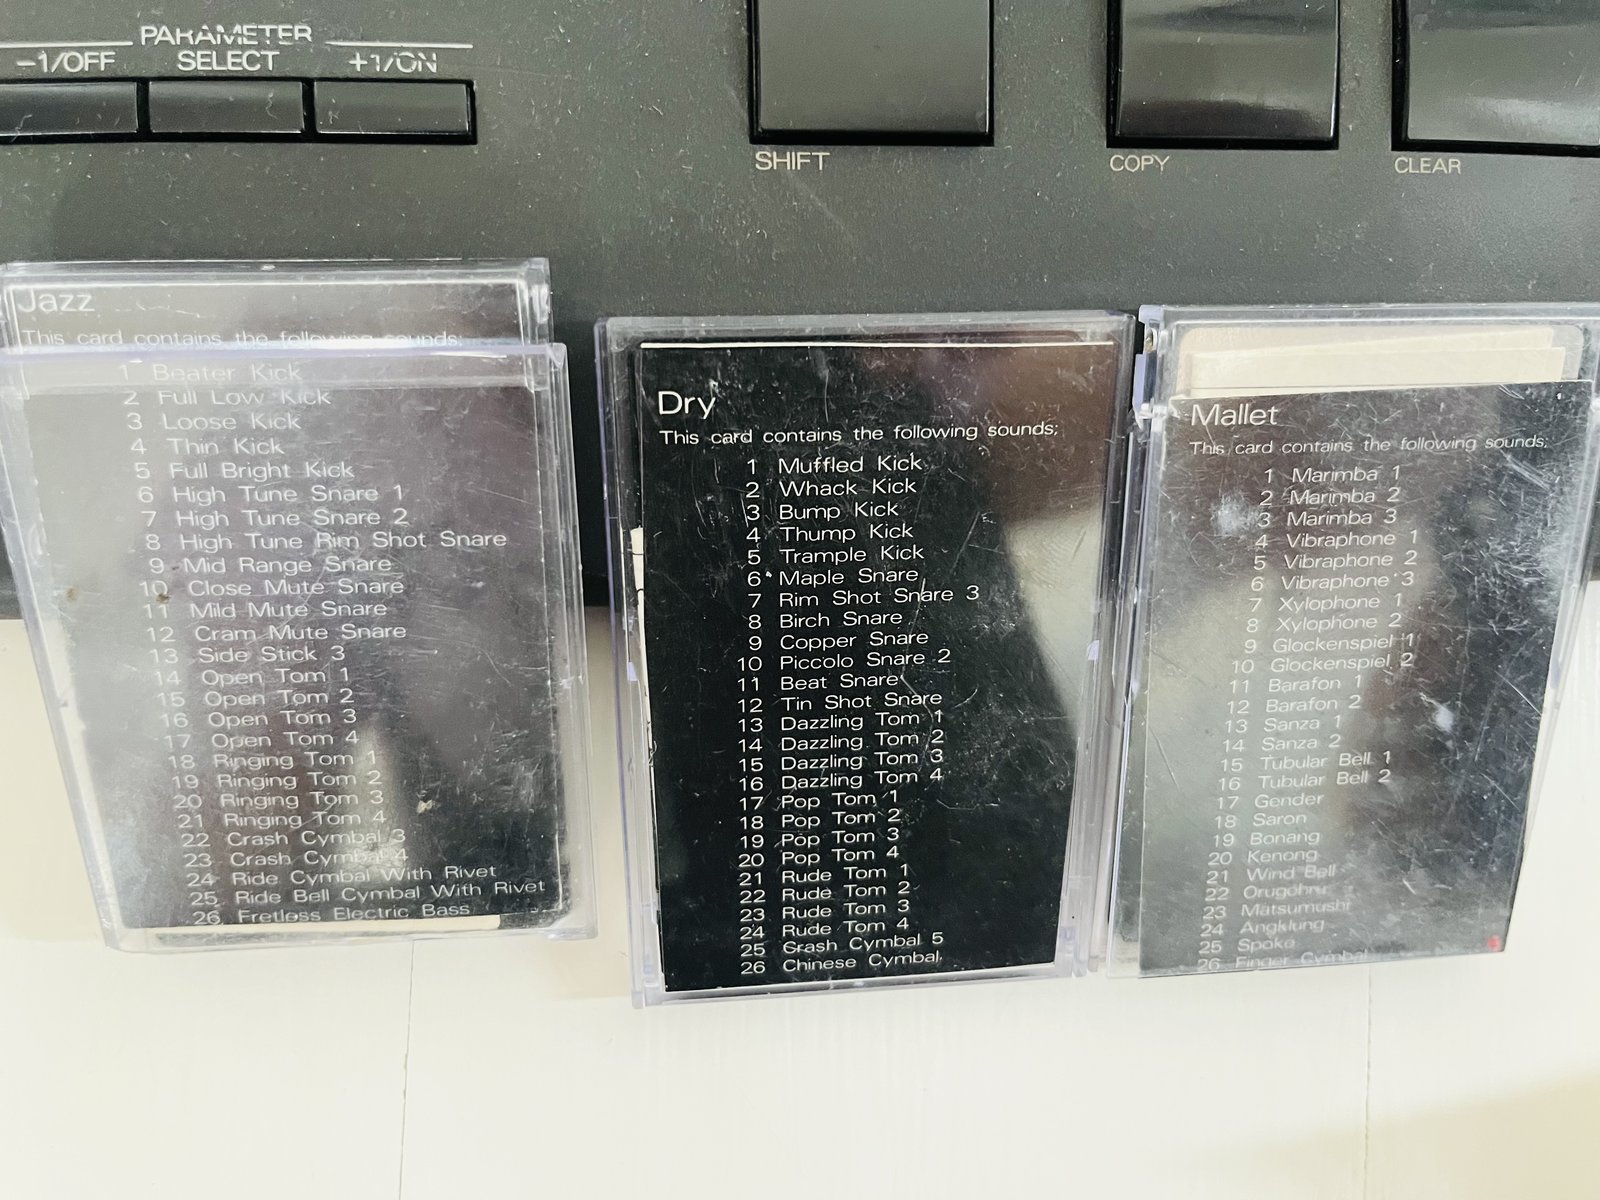 PARAMETER
-1/OFF SELECT +1/ON
SHIFT
COPY
CLEAR
Jazz
This card contains the following sounds:
1 Beater Kick
2 Full Low Kick
3 Loose Kick
4 Thin Kick
5 Full Bright Kick
6 High Tune Snare 1
7 High Tune Snare 2
8 High Tune Rim Shot Snare
9 Mid Range Snare
10 Close Mute Snare
11 Mild Mute Snare
12 Cram Mute Snare
13 Side Stick 3
14 Open Tom 1
15 Open Tom 2
16 Open Tom 3
17 Open Tom 4
18 Ringing Tom 1
19 Ringing Tom 2
20 Ringing Tom 3
21 Ringing Tom 4
22 Crash Cymbal 3
23 Crash Cymbal 4
24 Ride Cymbal With Rivet
25 Ride Bell Cymbal With Rivet
26 Fretless Electric Bass
Dry
This card contains the following sounds;
1 Muffled Kick
2 Whack Kick
3 Bump Kick
4 Thump Kick
5 Trample Kick
6 Maple Snare
7 Rim Shot Snare 3
8 Birch Snare
9 Copper Snare
10 Piccolo Snare 2
11 Beat Snare
12 Tin Shot Snare
13 Dazzling Tom 1
14 Dazzling Tom 2
15 Dazzling Tom 3
16 Dazzling Tom 4
17 Pop Tom 1
18 Pop Tom 2
19 Pop Tom 3
20 Pop Tom 4
21 Rude Tom 1
22 Rude Tom 2
23 Rude Tom 3
24 Rude Tom 4
25 Crash Cymbal 5
26 Chinese Cymbal
Mallet
This card contains the following sounds;
1 Marimba 1
2 Marimba 2
3 Marimba 3
4 Vibraphone 1
5 Vibraphone 2
6 Vibraphone 3
7 Xylophone 1
8 Xylophone 2
9 Glockenspiel 1
10 Glockenspiel 2
11 Barafon 1
12 Barafon 2
13 Sanza 1
14 Sanza 2
15 Tubular Bell 1
16 Tubular Bell 2
17 Gender
18 Saron
19 Bonang
20 Kenong
21 Wind Bell
22 Orugohru
23 Matsumushi
24 Angklung
25 Spoke
26 Finger Cymbal